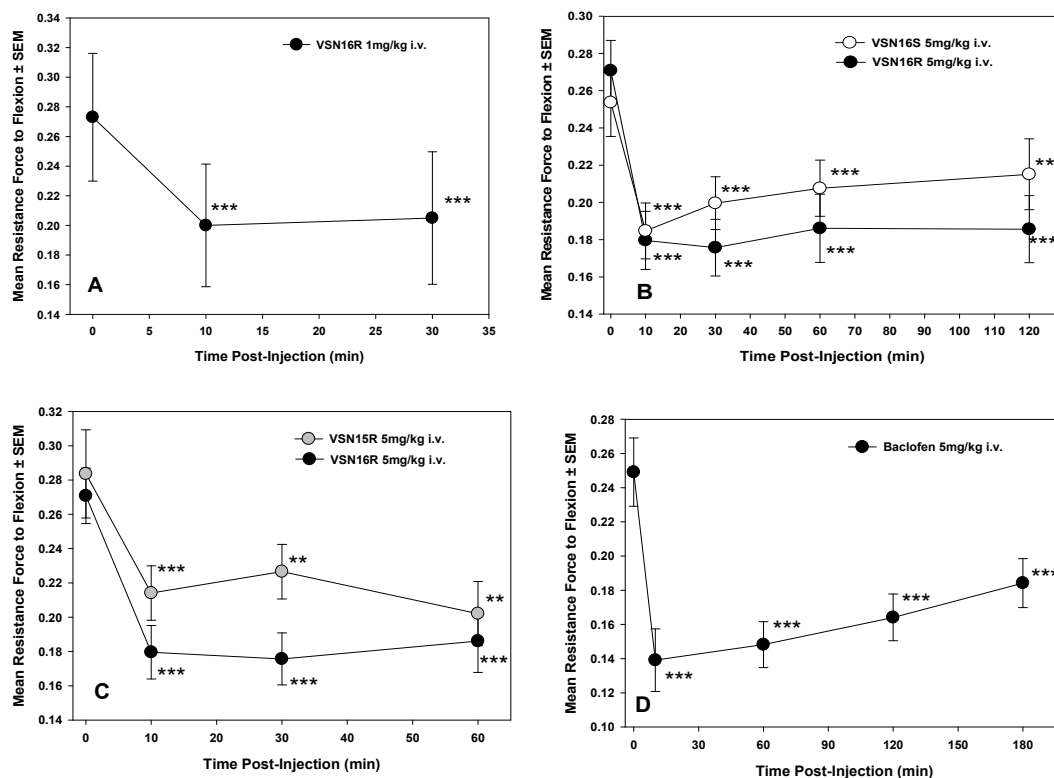 Mean Resistance Force to Flexion ± SEM
0.34
0.32
0.30
0.28
0.26
0.24
0.22
0.20
0.18
0.16
0.14
VSN16R 1mg/kg i.v.
***
***
A
0 5 10 15 20 25 30 35
Time Post-Injection (min)
Mean Resistance Force to Flexion ± SEM
0.30
0.28
0.26
0.24
0.22
0.20
0.18
0.16
0.14
VSN16S 5mg/kg i.v.
VSN16R 5mg/kg i.v.
***
***
***
**
***
***
***
***
B
0 10 20 30 40 50 60 70 80 90 100 110 120
Time Post-Injection (min)
Mean Resistance Force to Flexion ± SEM
0.32
0.30
0.28
0.26
0.24
0.22
0.20
0.18
0.16
0.14
VSN15R 5mg/kg i.v.
VSN16R 5mg/kg i.v.
***
**
**
***
***
***
C
0 10 20 30 40 50 60
Time Post-Injection (min)
Mean Resistance Force to Flexion ± SEM
0.28
0.26
0.24
0.22
0.20
0.18
0.16
0.14
0.12
0.10
Baclofen 5mg/kg i.v.
***
***
***
***
D
0 30 60 90 120 150 180
Time Post-Injection (min)